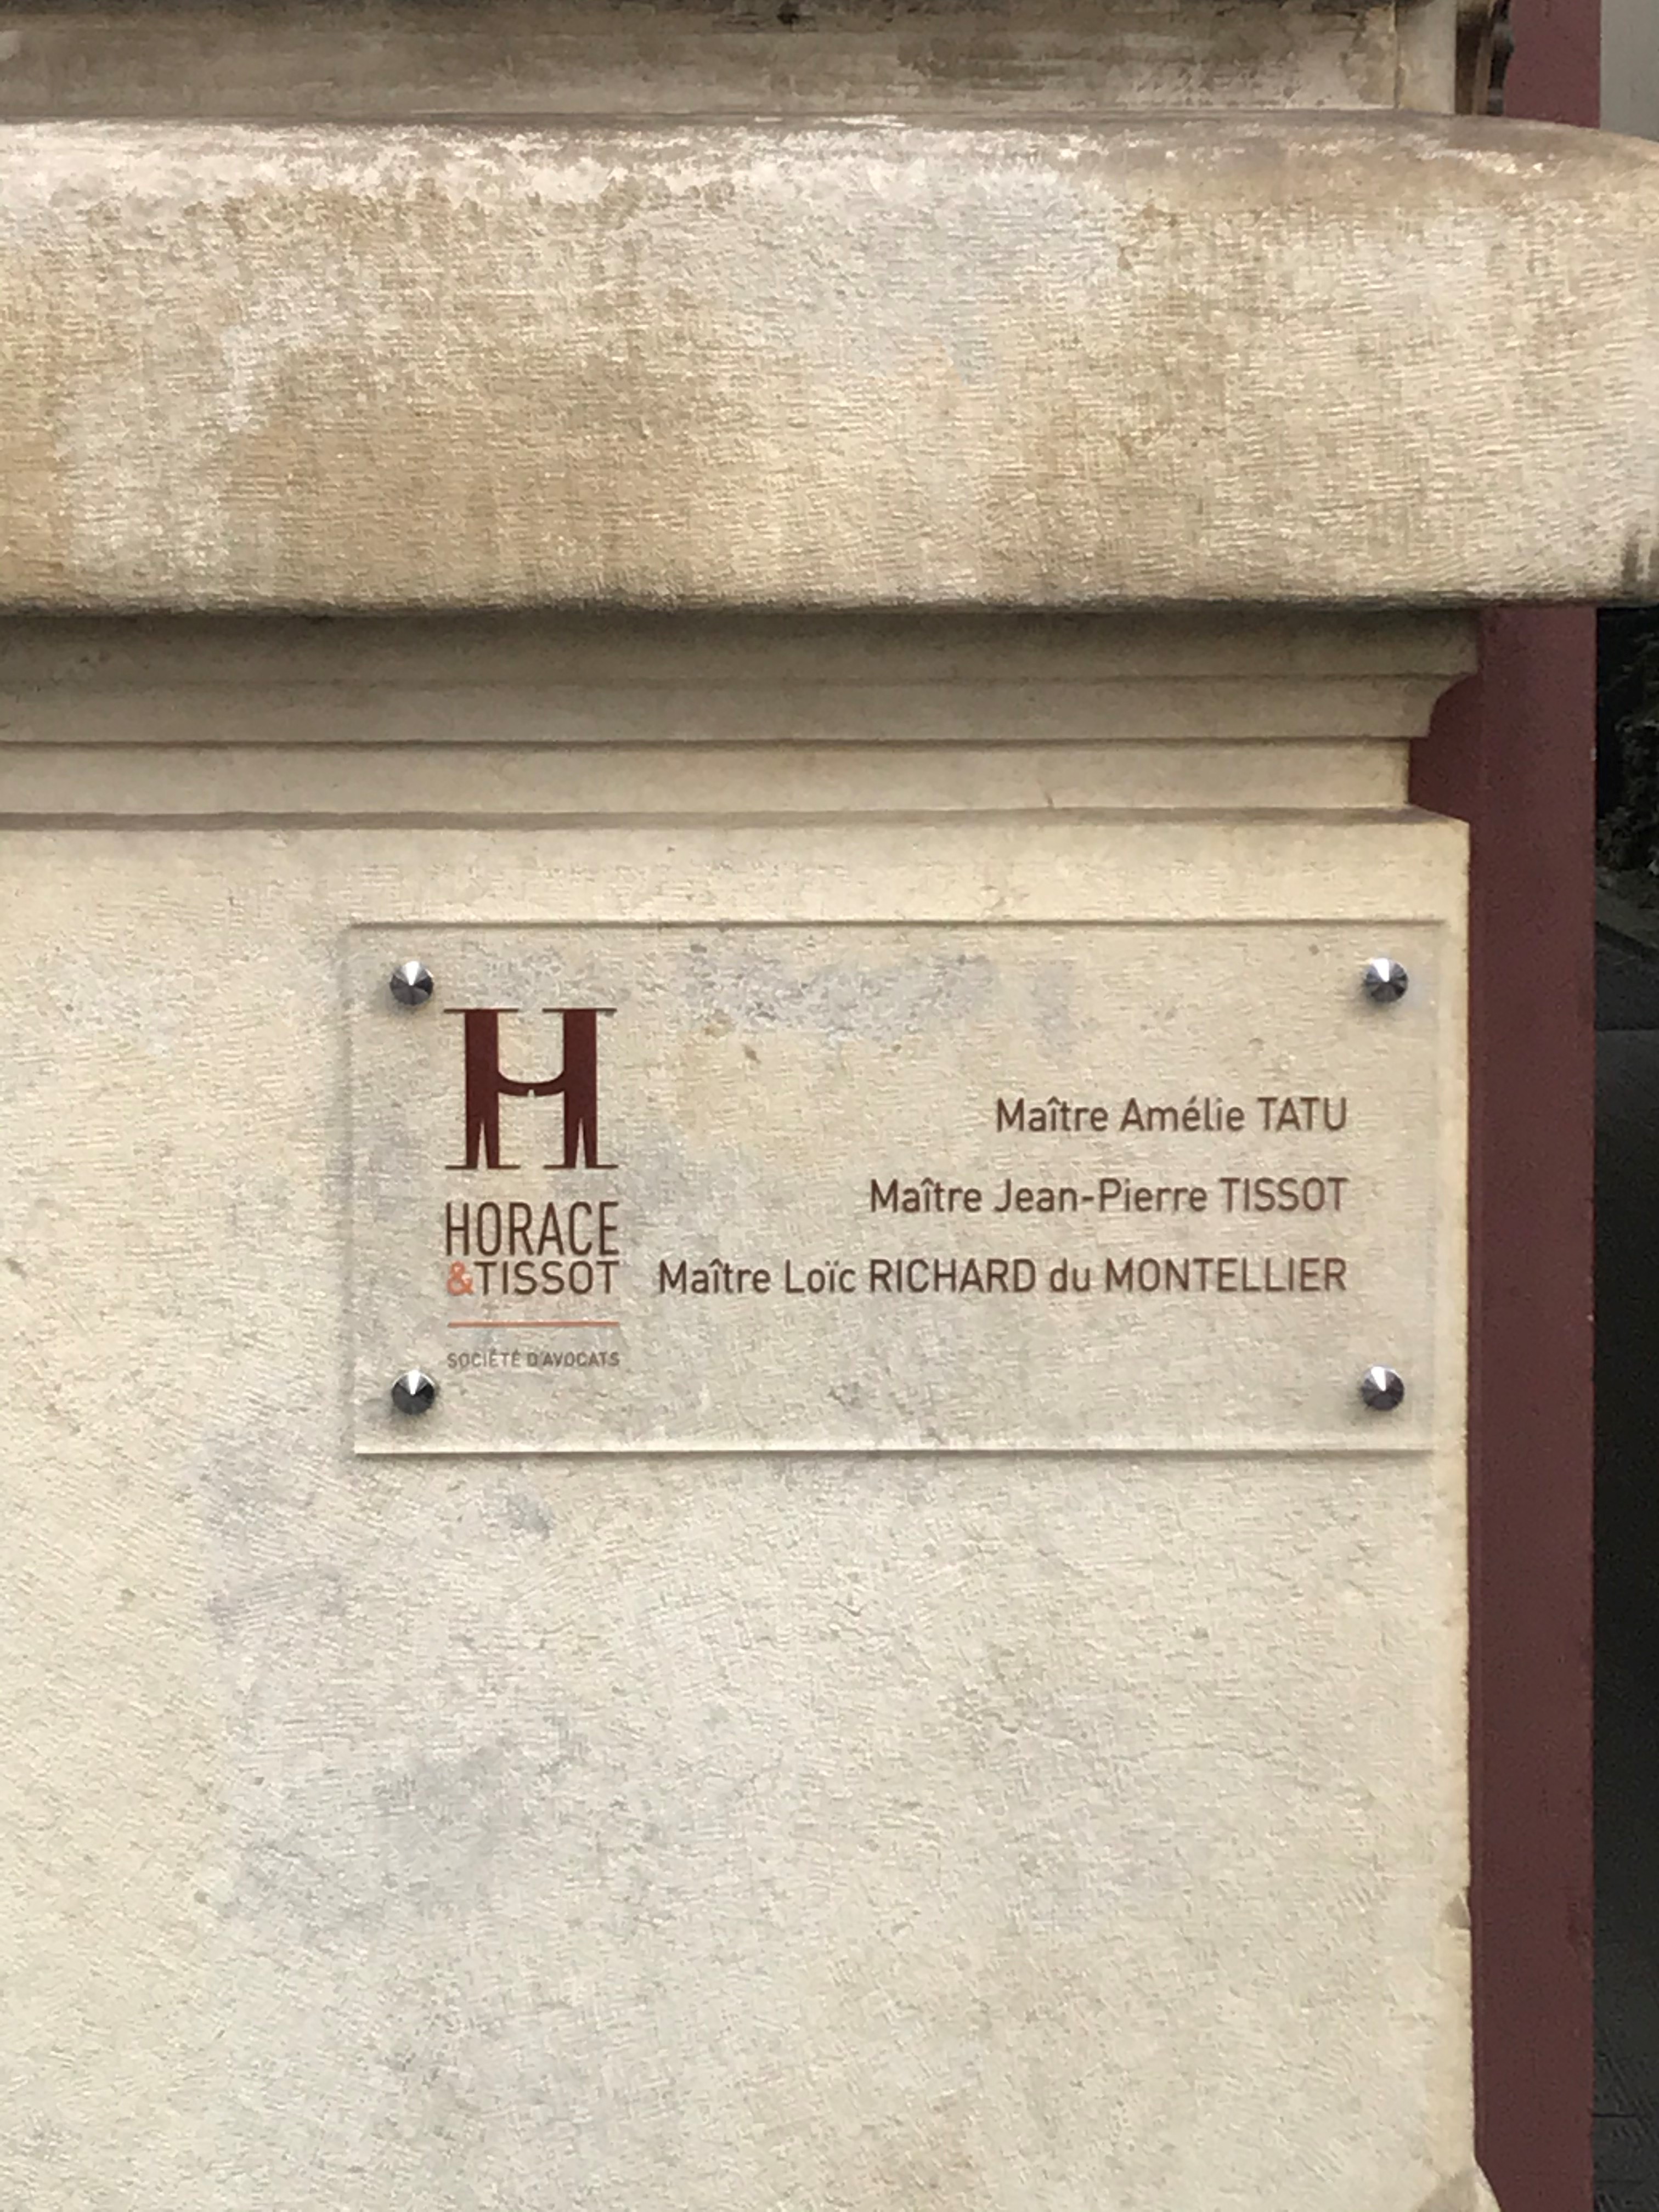 H
HORACE
&TISSOT
SOCIÉTÉ D'AVOCATS
Maître Amélie TATU
Maître Jean-Pierre TISSOT
Maître Loïc RICHARD du MONTELLIER